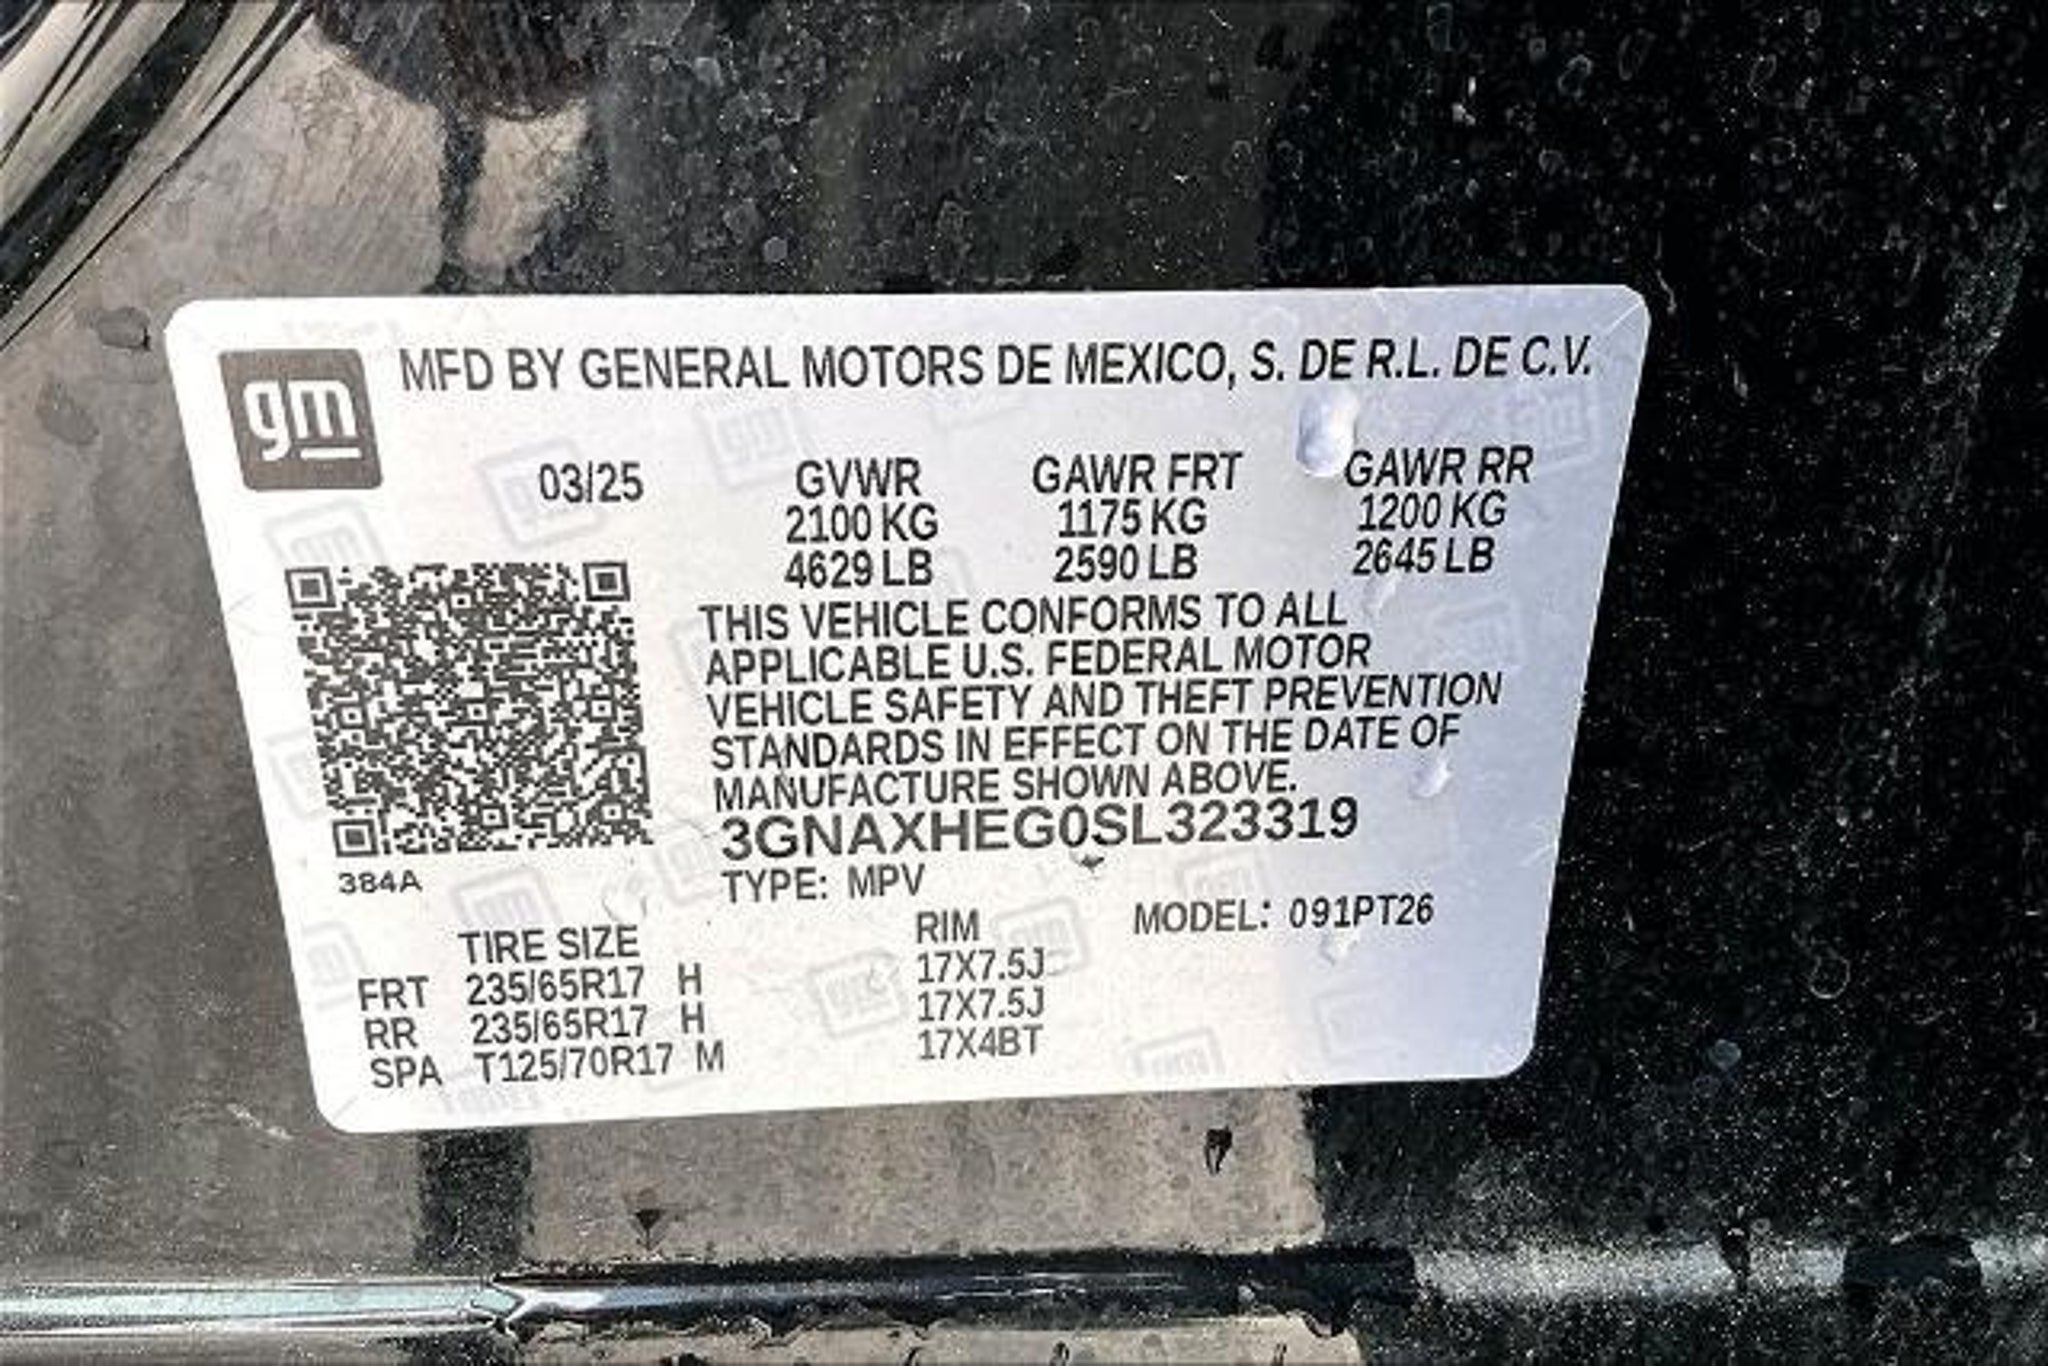 gm MFD BY GENERAL MOTORS DE MEXICO, S. DE R.L. DE C.V.
03/25 GVWR GAWR FRT GAWR RR
2100 KG 1175 KG 1200 KG
4629 LB 2590 LB 2645 LB
THIS VEHICLE CONFORMS TO ALL
APPLICABLE U.S. FEDERAL MOTOR
VEHICLE SAFETY AND THEFT PREVENTION
STANDARDS IN EFFECT ON THE DATE OF
MANUFACTURE SHOWN ABOVE.
3GNAXHEG0SL323319
384A
TYPE: MPV
MODEL: 091PT26
TIRE SIZE RIM
FRT 235/65R17 H 17X7.5J
RR 235/65R17 H 17X7.5J
SPA T125/70R17 M 17X4BT